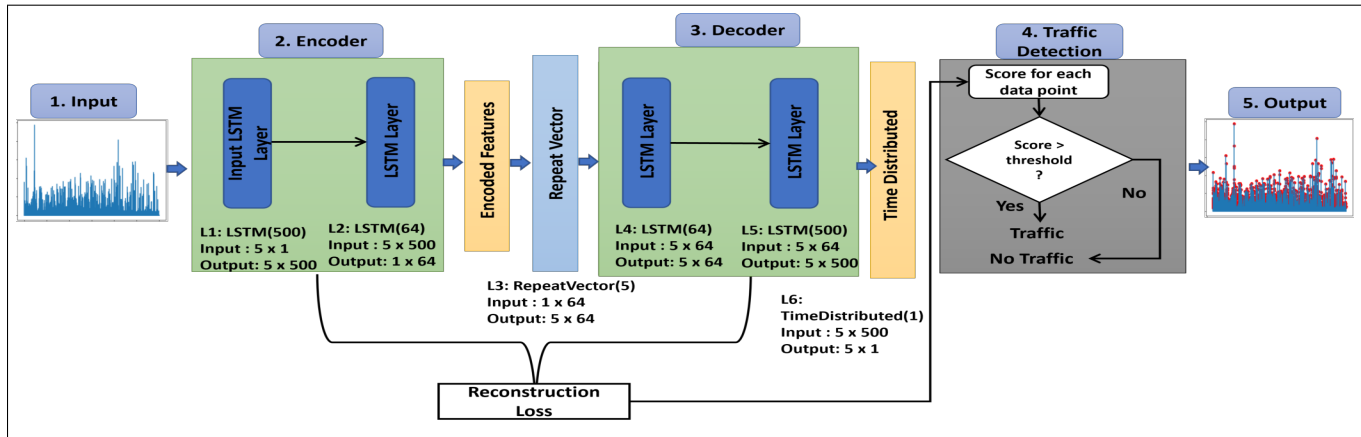 1. Input
2. Encoder
Input LSTM
Layer
LSTM Layer
L1: LSTM(500)
Input : 5 x 1
Output: 5 x 500
L2: LSTM(64)
Input : 5 x 500
Output: 1 x 64
Encoded Features
Repeat Vector
L3: RepeatVector(5)
Input : 1 x 64
Output: 5 x 64
3. Decoder
LSTM Layer
LSTM Layer
L4: LSTM(64)
Input : 5 x 64
Output: 5 x 64
L5: LSTM(500)
Input : 5 x 64
Output: 5 x 500
Time Distributed
L6:
TimeDistributed(1)
Input : 5 x 500
Output: 5 x 1
Reconstruction
Loss
4. Traffic
Detection
Score for each
data point
Score >
threshold
?
No
Yes
Traffic
No Traffic
5. Output